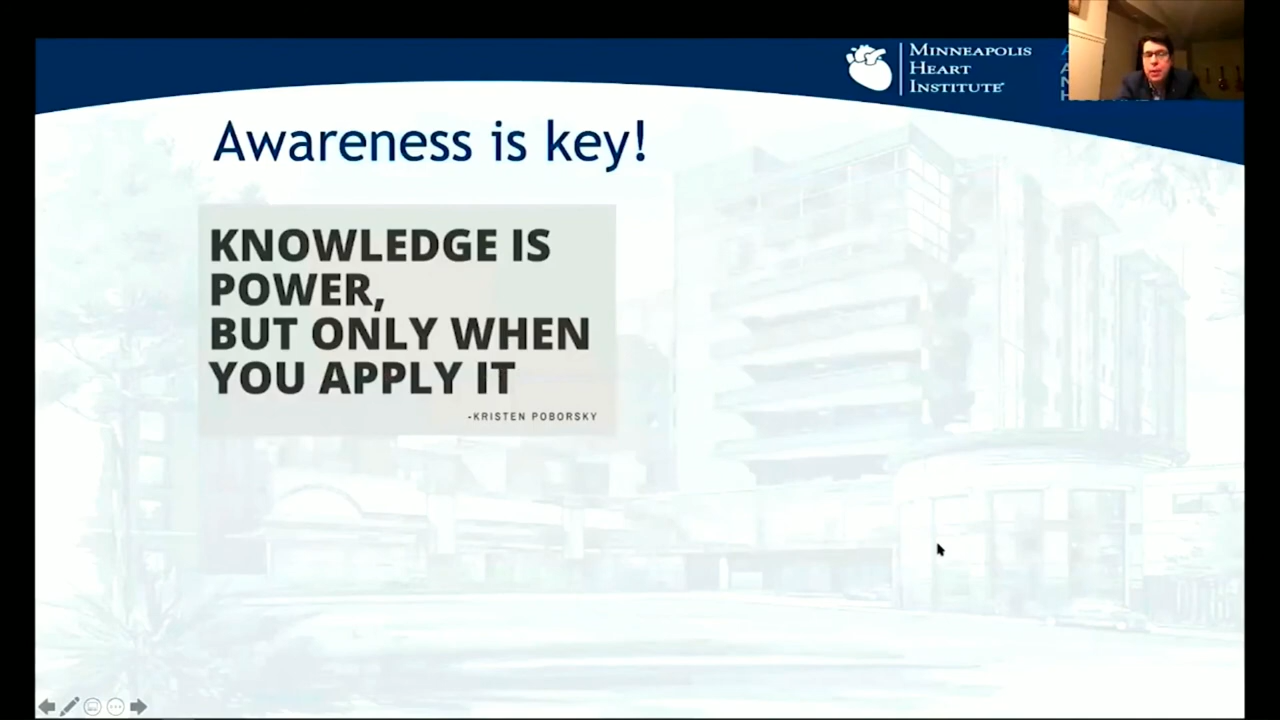 MINNEAPOLIS
HEART
INSTITUTE
Awareness is key!
KNOWLEDGE IS
POWER,
BUT ONLY WHEN
YOU APPLY IT
-KRISTEN POBORSKY